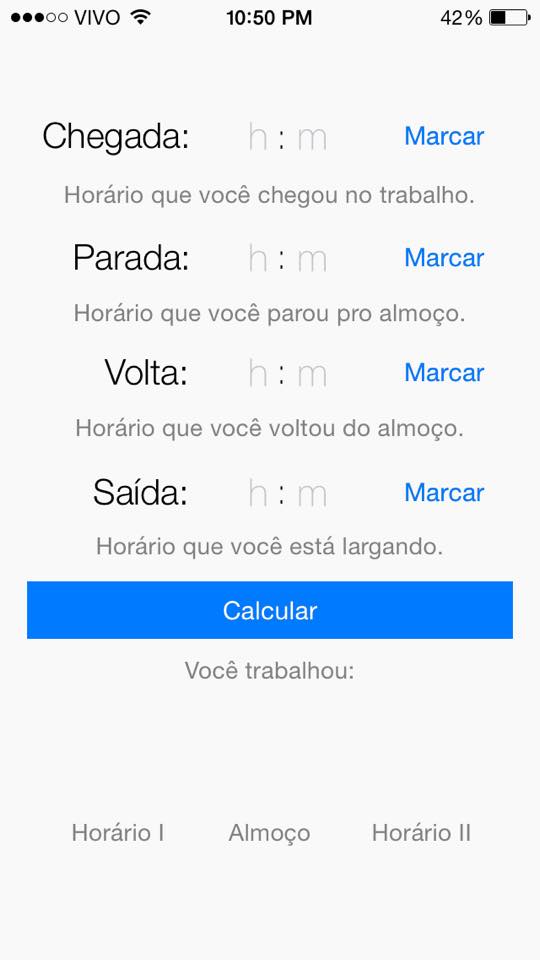 VIVO 10:50 PM 42%
Chegada: h : m Marcar
Horário que você chegou no trabalho.
Parada: h : m Marcar
Horário que você parou pro almoço.
Volta: h : m Marcar
Horário que você voltou do almoço.
Saída: h : m Marcar
Horário que você está largando.
Calcular
Você trabalhou:
Horário I Almoço Horário II